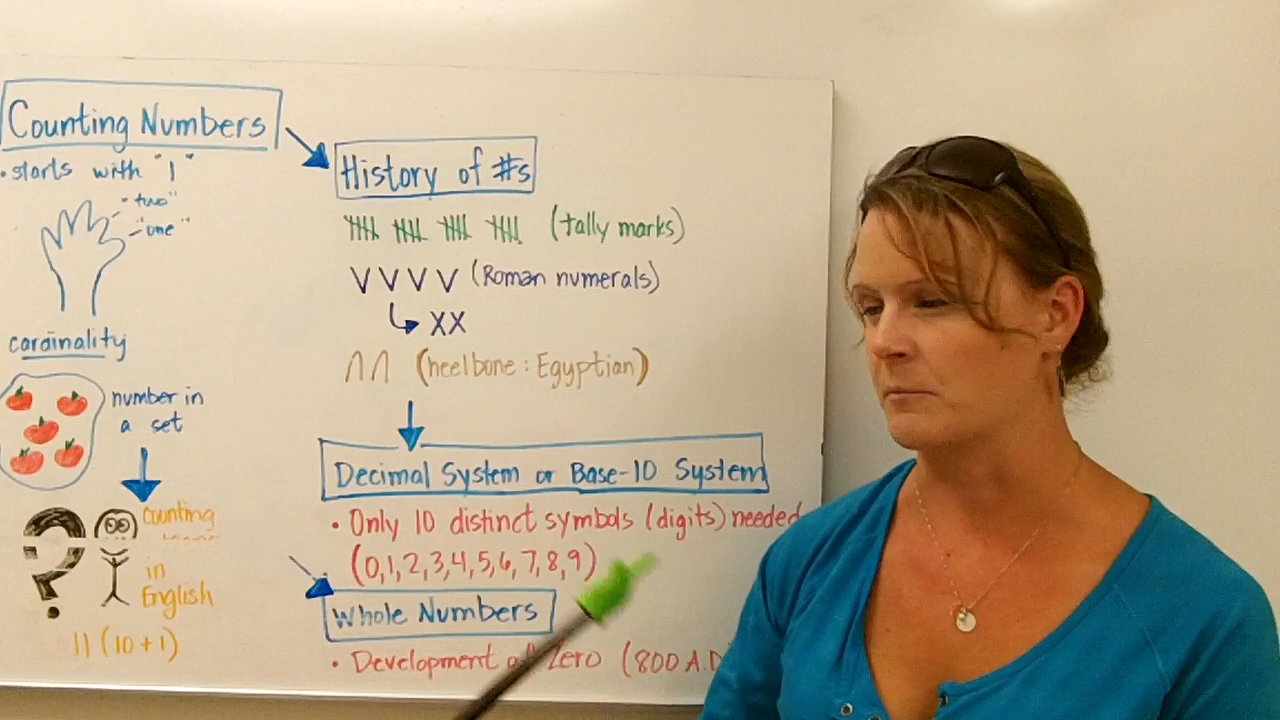 Counting Numbers
• starts with "1"
• "two"
- "one"
cardinality
number in
a set
counting
in
English
11 (10+1)
History of #s
(tally marks)
V V V V (Roman numerals)
XX
∩∩ (heelbone : Egyptian)
Decimal System or Base-10 System
• Only 10 distinct symbols (digits) needed
(0,1,2,3,4,5,6,7,8,9)
Whole Numbers
• Development of Zero (800 A.D